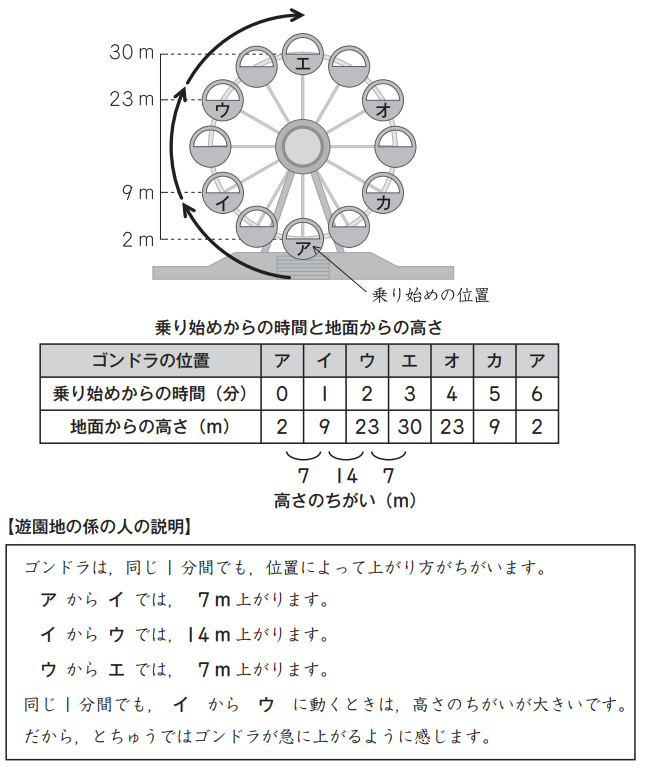 30 m
エ
23 m
ウ
オ
9 m
イ
カ
2 m
ア
乗り始めの位置
乗り始めからの時間と地面からの高さ
ゴンドラの位置 ア イ ウ エ オ カ ア
乗り始めからの時間（分） 0 1 2 3 4 5 6
地面からの高さ（m） 2 9 23 30 23 9 2
7 14 7
高さのちがい（m）
【遊園地の係の人の説明】
ゴンドラは，同じ1分間でも，位置によって上がり方がちがいます。
ア から イ では， 7 m 上がります。
イ から ウ では，14 m 上がります。
ウ から エ では， 7 m 上がります。
同じ1分間でも， イ から ウ に動くときは，高さのちがいが大きいです。
だから，とちゅうではゴンドラが急に上がるように感じます。